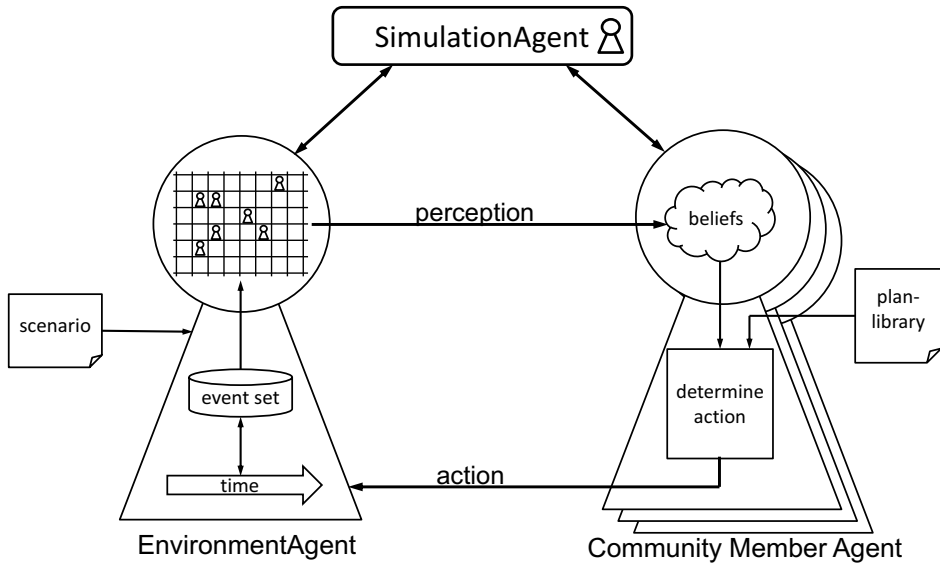 SimulationAgent
perception
beliefs
scenario
plan-
library
event set
determine
action
time
action
EnvironmentAgent
Community Member Agent